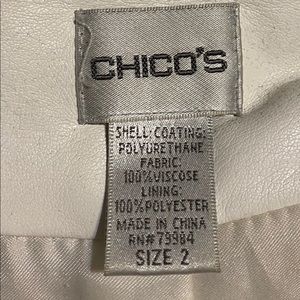 CHICO'S
SHELL: COATING:
POLYURETHANE
FABRIC:
100% VISCOSE
LINING:
100% POLYESTER
MADE IN CHINA
RN# 79984
SIZE 2